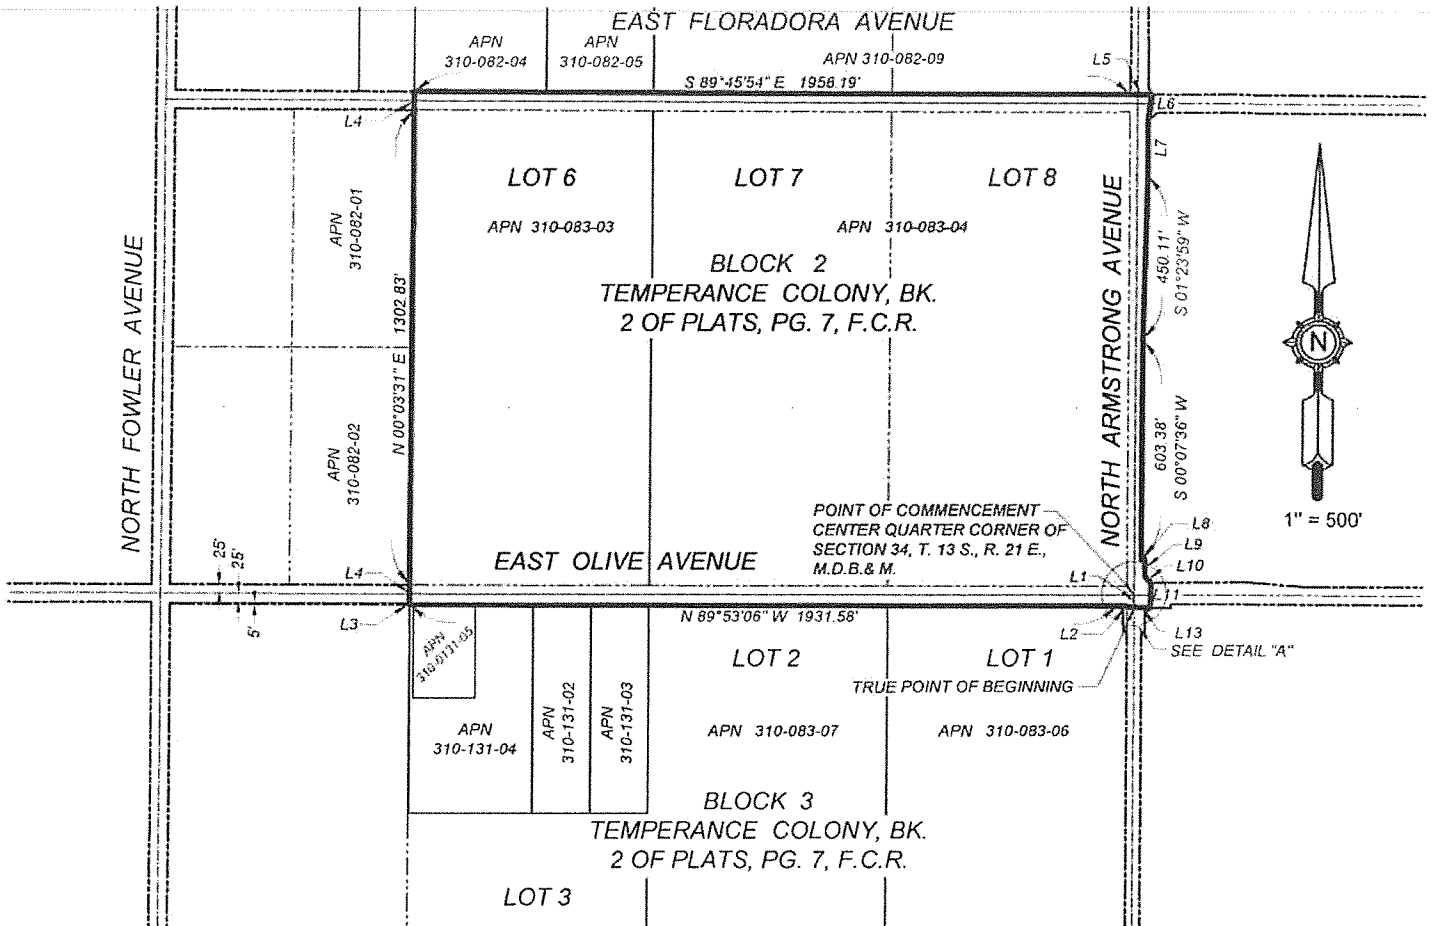 EAST FLORADORA AVENUE
APN
310-082-04
APN
310-082-05
APN 310-082-09
L5
S 89°45'54" E 1956.19'
L4
L6
L7
LOT 6
LOT 7
LOT 8
APN 310-083-03
APN 310-083-04
APN
310-082-01
NORTH FOWLER AVENUE
N 00°03'31" E 1302.83'
BLOCK 2
TEMPERANCE COLONY, BK.
2 OF PLATS, PG. 7, F.C.R.
NORTH ARMSTRONG AVENUE
450.11'
S 01°23'59" W
N
1" = 500'
APN
310-082-02
603.38'
S 00°07'36" W
POINT OF COMMENCEMENT
CENTER QUARTER CORNER OF
SECTION 34, T. 13 S., R. 21 E.,
M.D.B.& M.
L8
L9
L10
L11
25'
25'
5'
L4
EAST OLIVE AVENUE
L1
L3
N 89°53'06" W 1931.58'
L2
L13
SEE DETAIL "A"
APN
310-0131-05
LOT 2
LOT 1
TRUE POINT OF BEGINNING
APN
310-131-04
APN
310-131-02
APN
310-131-03
APN 310-083-07
APN 310-083-06
BLOCK 3
TEMPERANCE COLONY, BK.
2 OF PLATS, PG. 7, F.C.R.
LOT 3